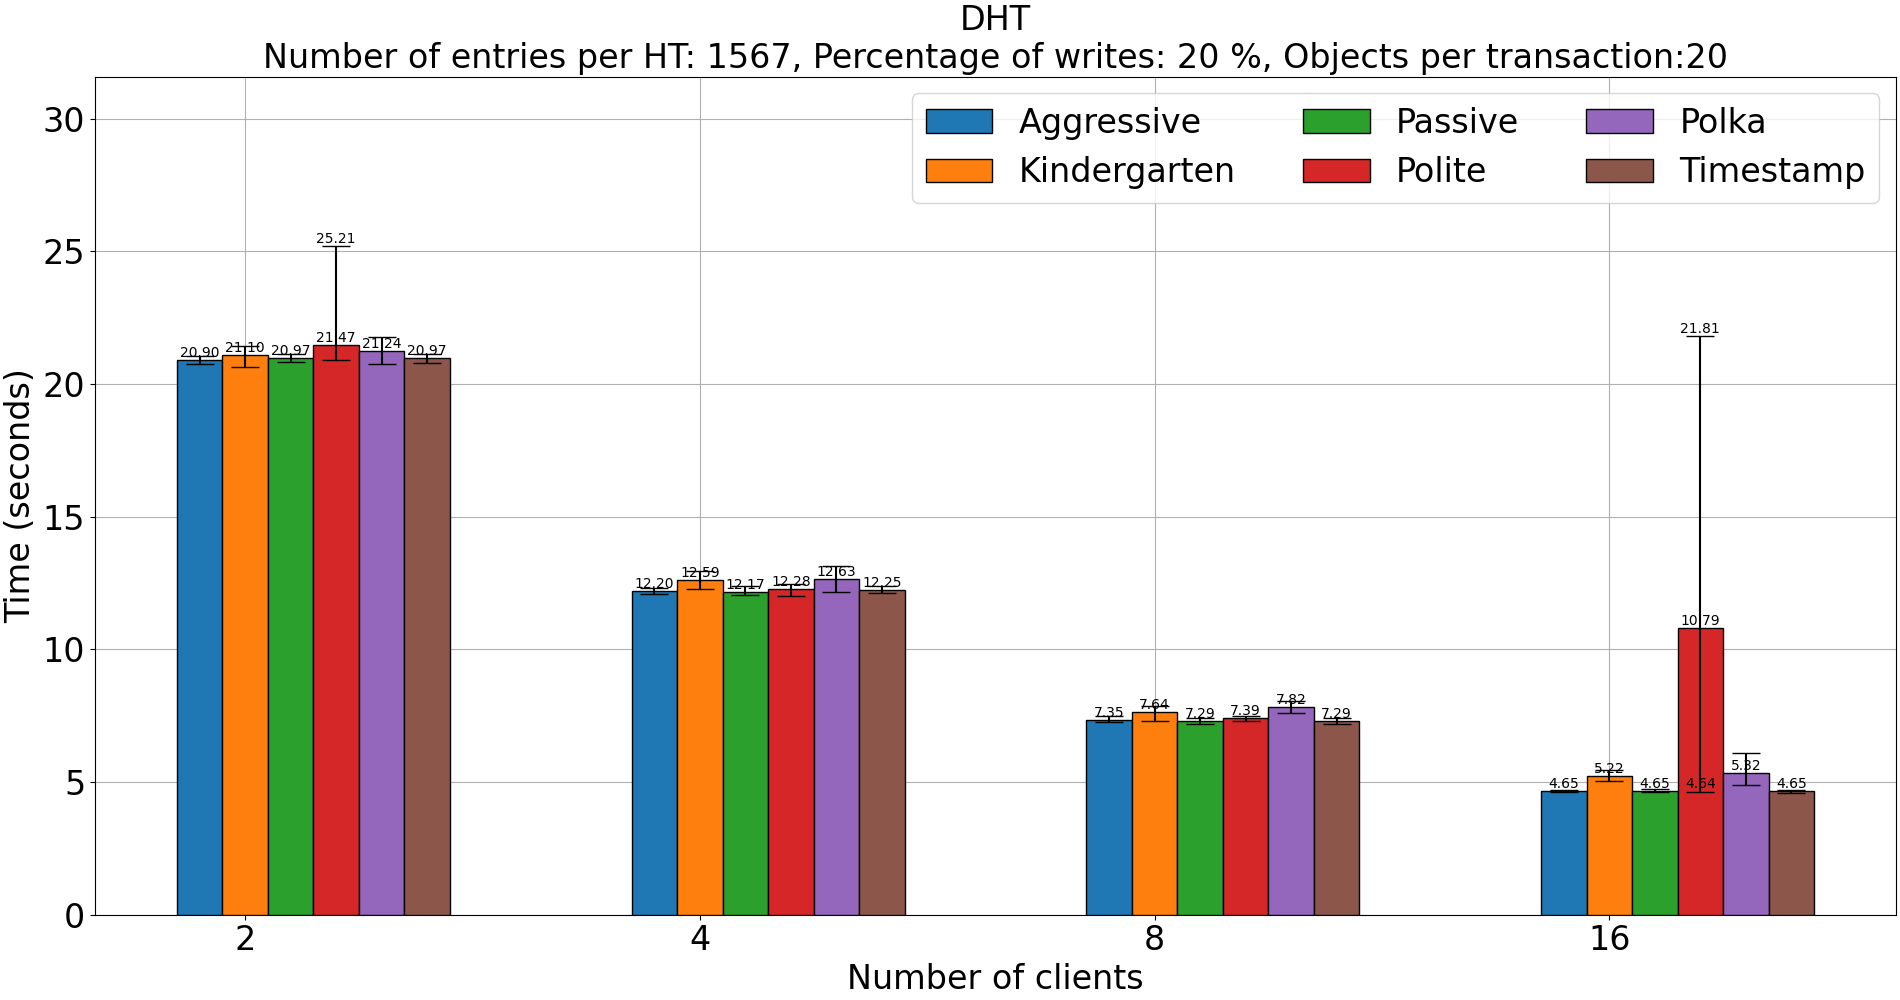 DHT
Number of entries per HT: 1567, Percentage of writes: 20 %, Objects per transaction:20
Time (seconds)
30
25
20
15
10
5
0
Aggressive Passive Polka
Kindergarten Polite Timestamp
25.21
20.90 21.10 20.97 21.47 21.24 20.97
12.20 12.59 12.17 12.28 12.63 12.25
7.35 7.64 7.29 7.39 7.82 7.29
21.81
10.79
4.65 5.22 4.65 4.64 5.32 4.65
2 4 8 16
Number of clients